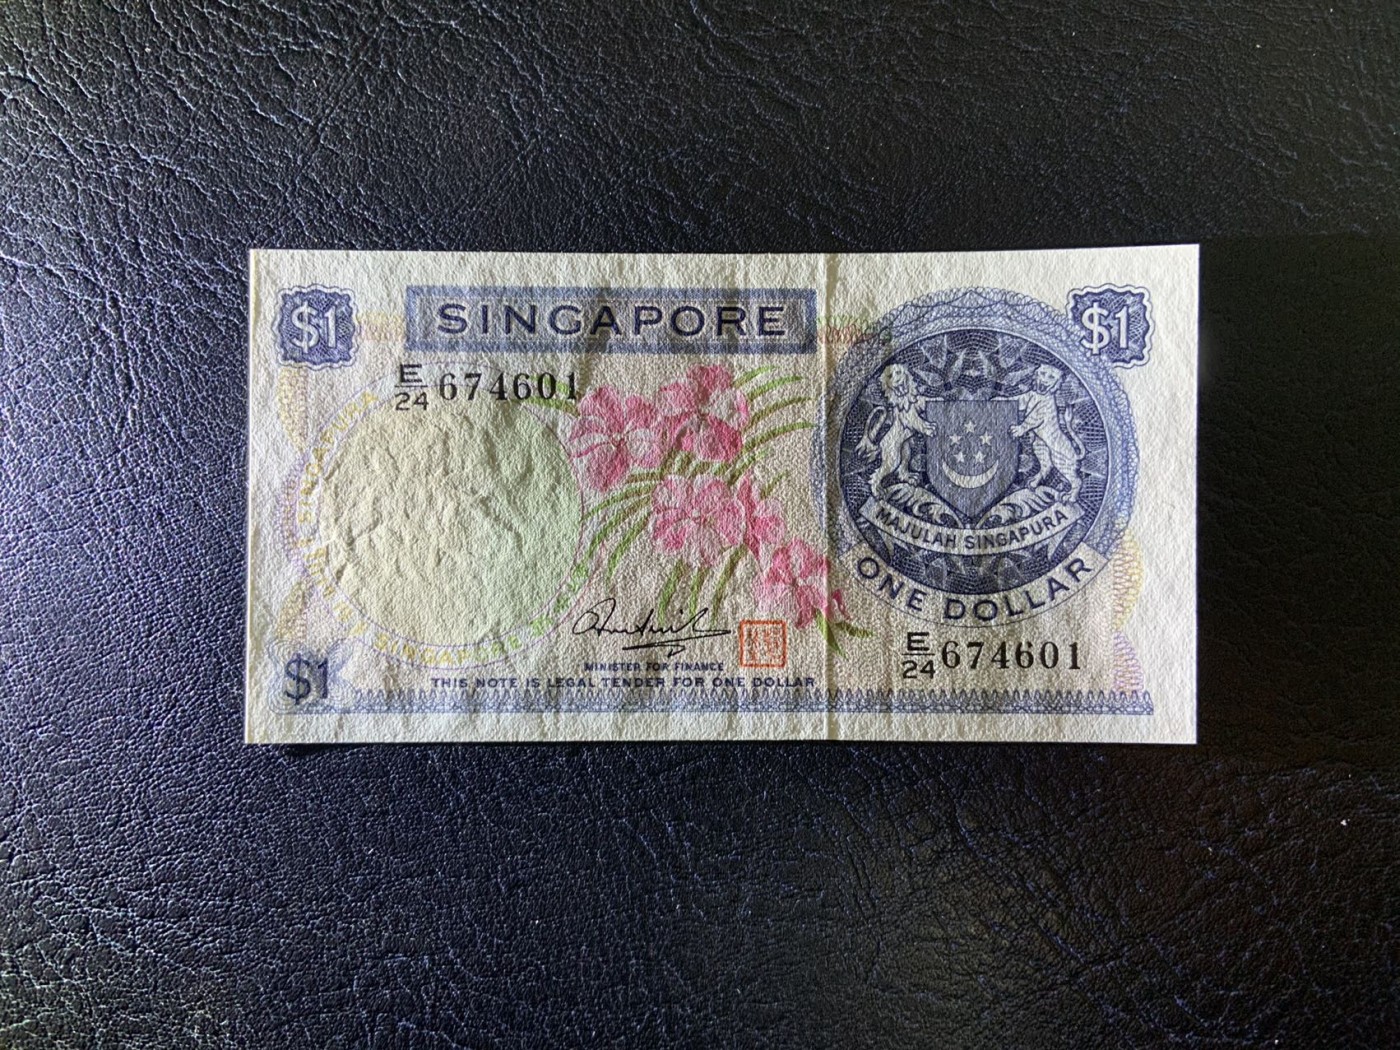 $1
SINGAPORE
$1
E/24 674601
MAJULAH SINGAPURA
ONE DOLLAR
SINGAPORE
E/24 674601
MINISTER FOR FINANCE
$1
THIS NOTE IS LEGAL TENDER FOR ONE DOLLAR